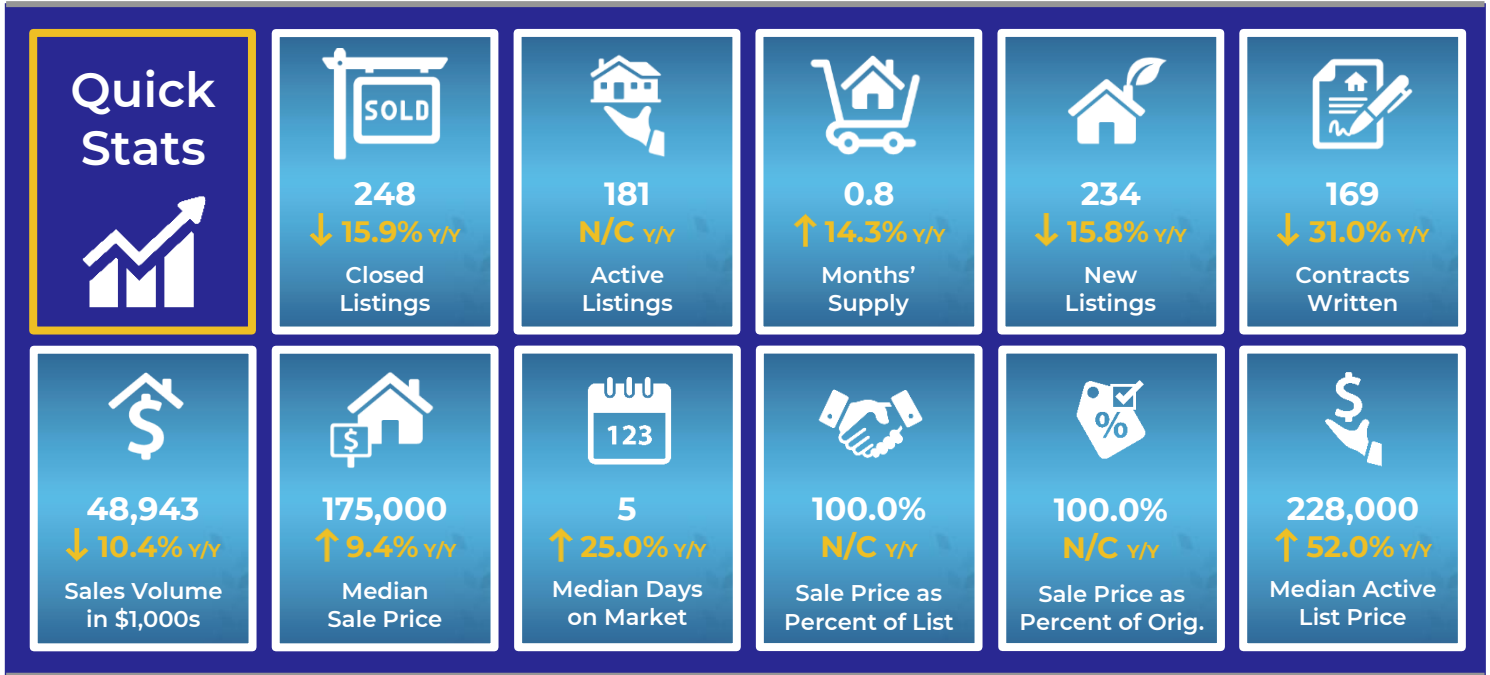 Quick
Stats
SOLD
248
↓ 15.9% Y/Y
Closed
Listings
181
N/C Y/Y
Active
Listings
0.8
↑ 14.3% Y/Y
Months’
Supply
234
↓ 15.8% Y/Y
New
Listings
169
↓ 31.0% Y/Y
Contracts
Written
$
48,943
↓ 10.4% Y/Y
Sales Volume
in $1,000s
$
175,000
↑ 9.4% Y/Y
Median
Sale Price
123
5
↑ 25.0% Y/Y
Median Days
on Market
100.0%
N/C Y/Y
Sale Price as
Percent of List
%
100.0%
N/C Y/Y
Sale Price as
Percent of Orig.
$
228,000
↑ 52.0% Y/Y
Median Active
List Price